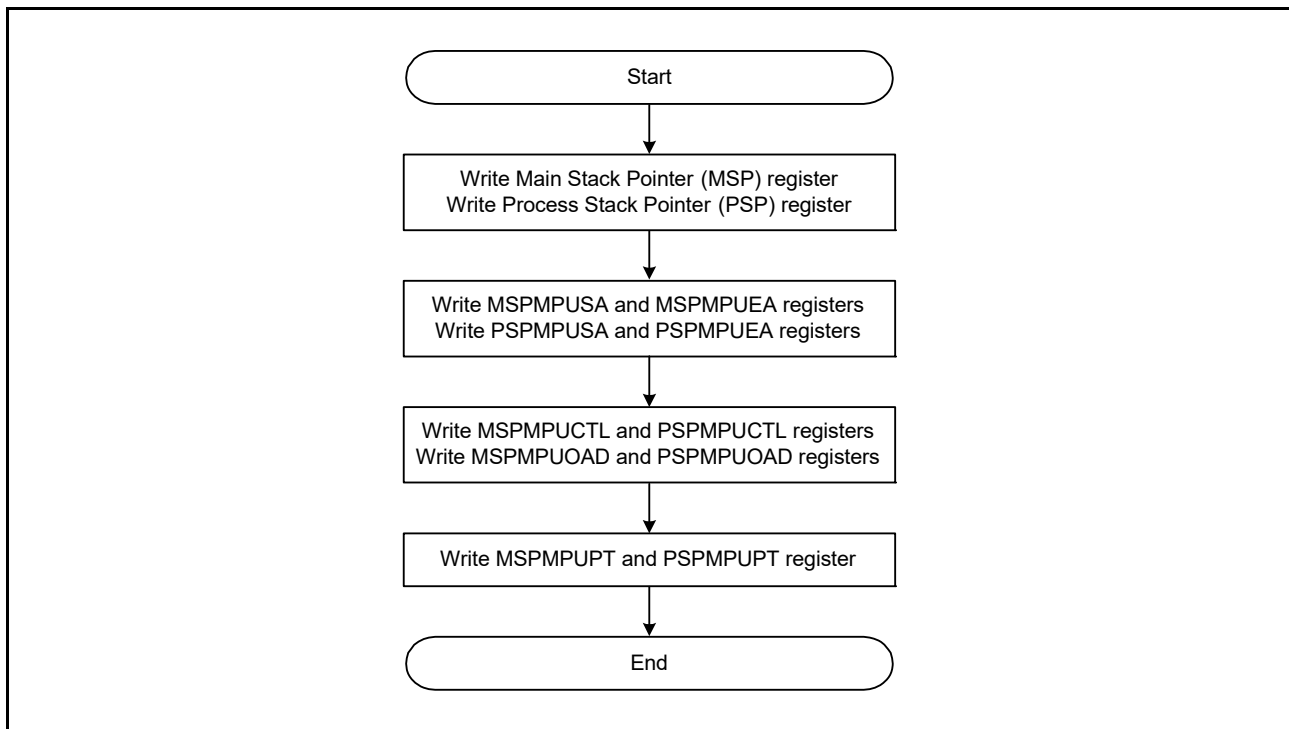 Start
Write Main Stack Pointer (MSP) register
Write Process Stack Pointer (PSP) register
Write MSPMPUSA and MSPMPUEA registers
Write PSPMPUSA and PSPMPUEA registers
Write MSPMPUCTL and PSPMPUCTL registers
Write MSPMPUOAD and PSPMPUOAD registers
Write MSPMPUPT and PSPMPUPT register
End